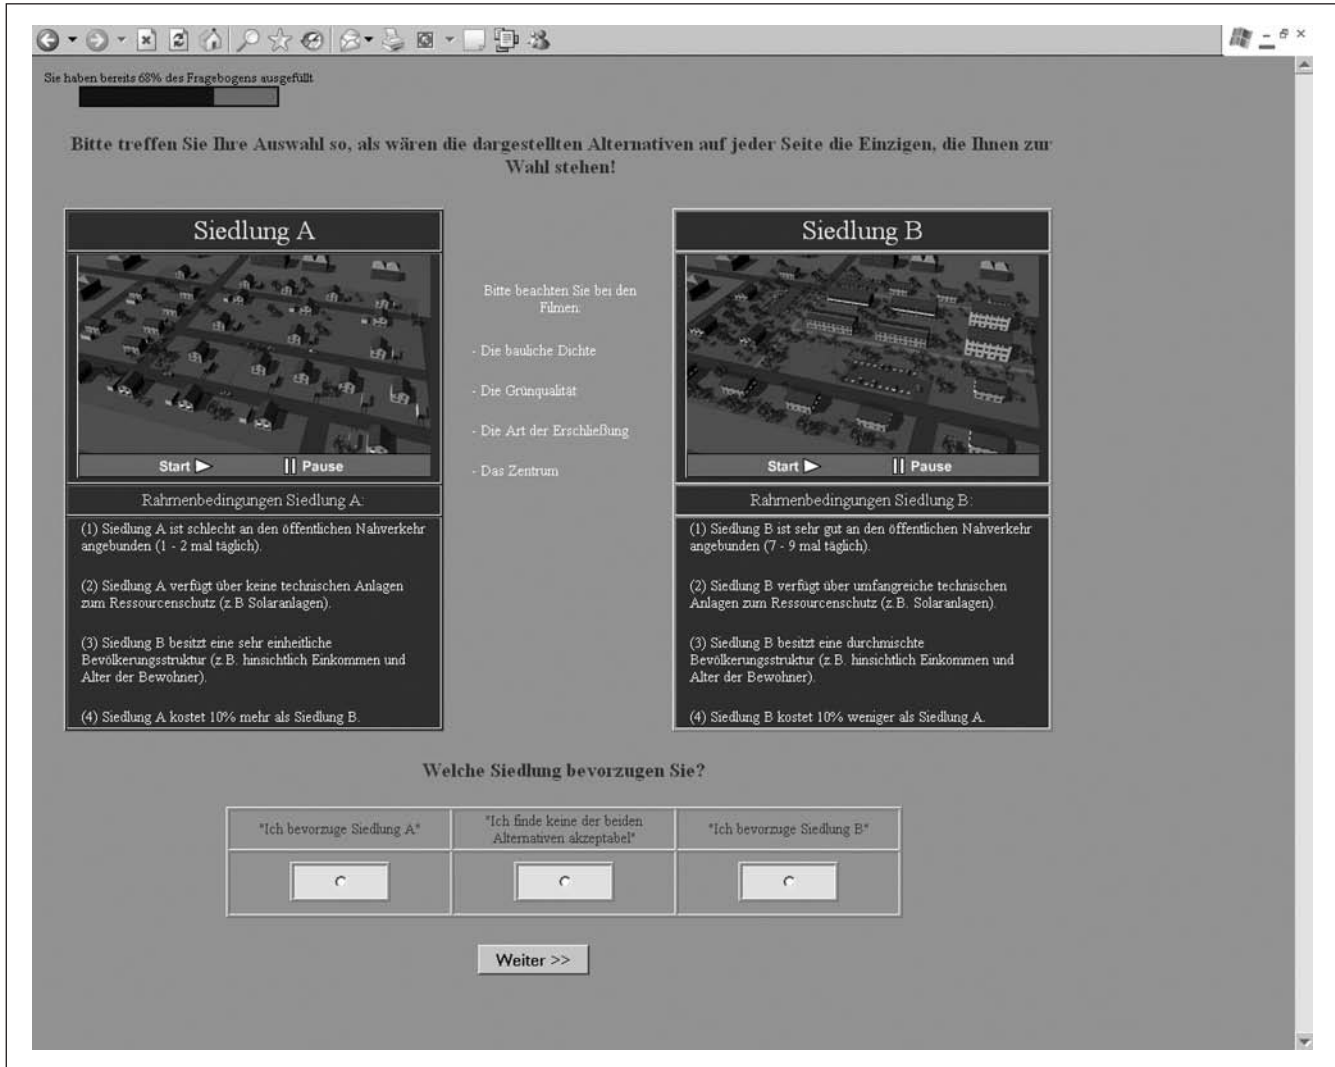 Sie haben bereits 68% des Fragebogens ausgefüllt
Bitte treffen Sie Ihre Auswahl so, als wären die dargestellten Alternativen auf jeder Seite die Einzigen, die Ihnen zur
Wahl stehen!
Siedlung A
Start
Pause
Rahmenbedingungen Siedlung A:
(1) Siedlung A ist schlecht an den öffentlichen Nahverkehr
angebunden (1 - 2 mal täglich).
(2) Siedlung A verfügt über keine technischen Anlagen
zum Ressourcenschutz (z.B Solaranlagen).
(3) Siedlung B besitzt eine sehr einheitliche
Bevölkerungsstruktur (z.B. hinsichtlich Einkommen und
Alter der Bewohner).
(4) Siedlung A kostet 10% mehr als Siedlung B.
Bitte beachten Sie bei den
Filmen:
- Die bauliche Dichte
- Die Grünqualität
- Die Art der Erschließung
- Das Zentrum
Siedlung B
Start
Pause
Rahmenbedingungen Siedlung B:
(1) Siedlung B ist sehr gut an den öffentlichen Nahverkehr
angebunden (7 - 9 mal täglich).
(2) Siedlung B verfügt über umfangreiche technischen
Anlagen zum Ressourcenschutz (z.B. Solaranlagen).
(3) Siedlung B besitzt eine durchmischte
Bevölkerungsstruktur (z.B. hinsichtlich Einkommen und
Alter der Bewohner).
(4) Siedlung B kostet 10% weniger als Siedlung A.
Welche Siedlung bevorzugen Sie?
"Ich bevorzuge Siedlung A"
"Ich finde keine der beiden
Alternativen akzeptabel"
"Ich bevorzuge Siedlung B"
Weiter >>